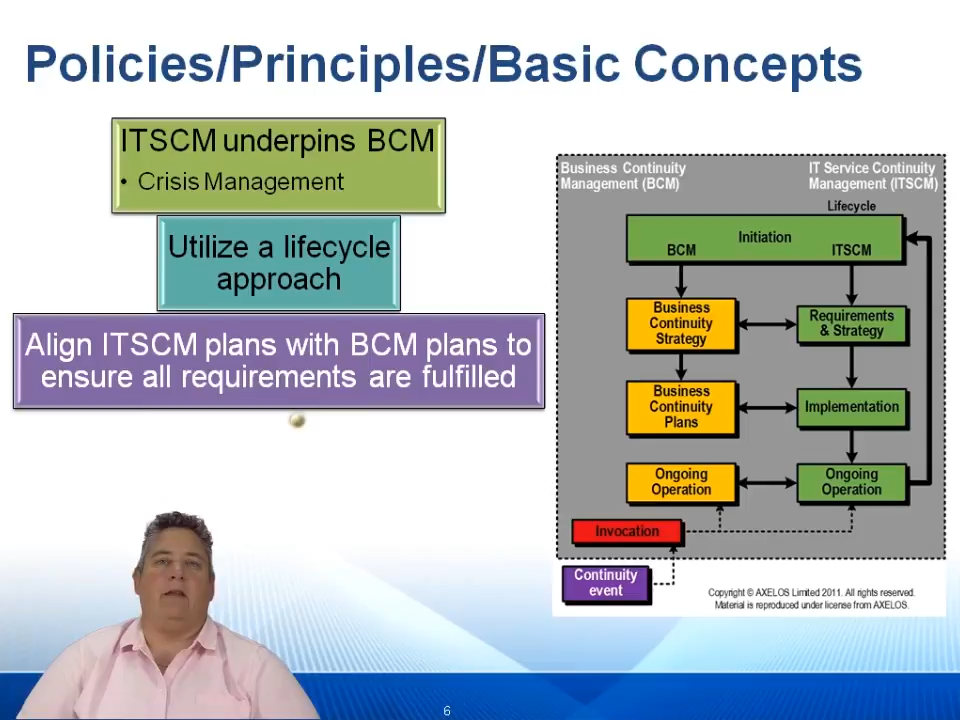 Policies/Principles/Basic Concepts
ITSCM underpins BCM
• Crisis Management
Utilize a lifecycle
approach
Align ITSCM plans with BCM plans to
ensure all requirements are fulfilled
Business Continuity
Management (BCM)
IT Service Continuity
Management (ITSCM)
Lifecycle
Initiation
BCM
ITSCM
Business
Continuity
Strategy
Requirements
& Strategy
Business
Continuity
Plans
Implementation
Ongoing
Operation
Ongoing
Operation
Invocation
Continuity
event
Copyright © AXELOS Limited 2011. All rights reserved.
Material is reproduced under license from AXELOS.
6